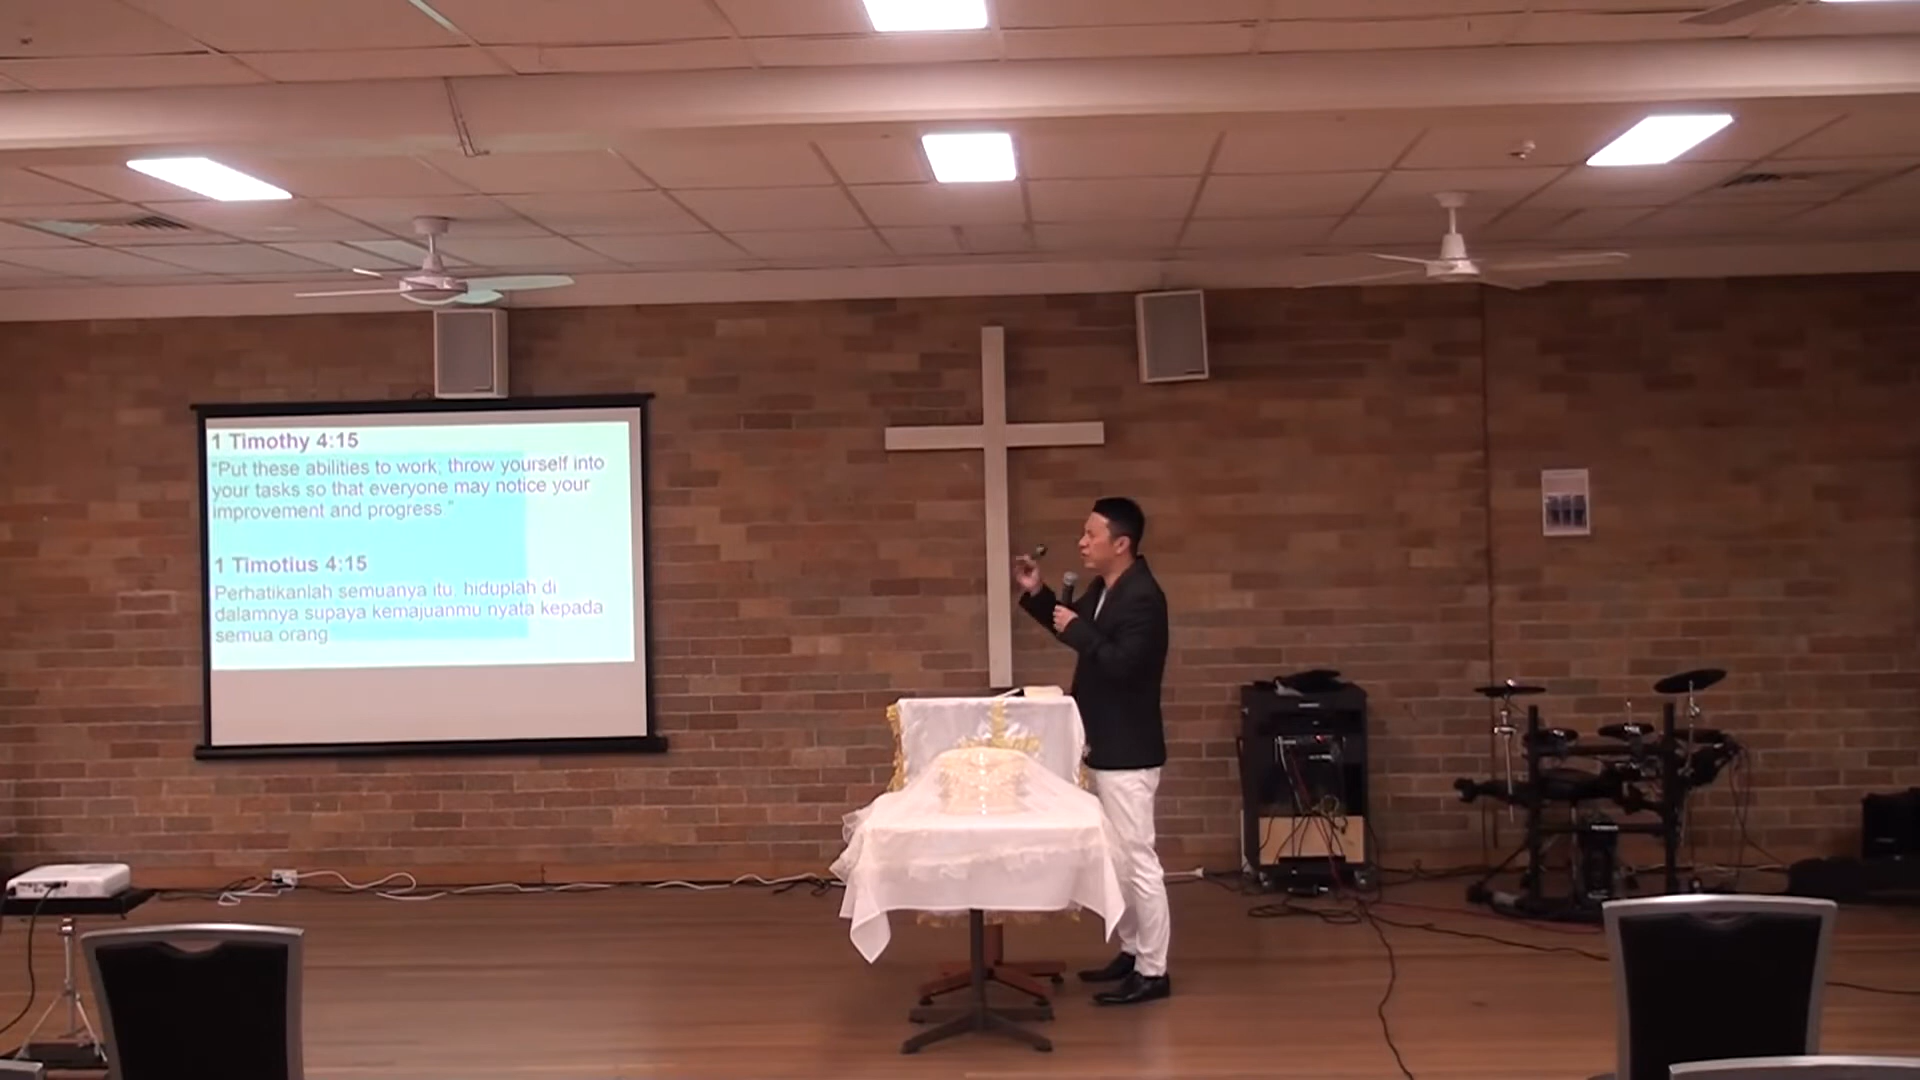 1 Timothy 4:15
"Put these abilities to work; throw yourself into
your tasks so that everyone may notice your
improvement and progress."
1 Timotius 4:15
Perhatikanlah semuanya itu, hiduplah di
dalamnya supaya kemajuanmu nyata kepada
semua orang